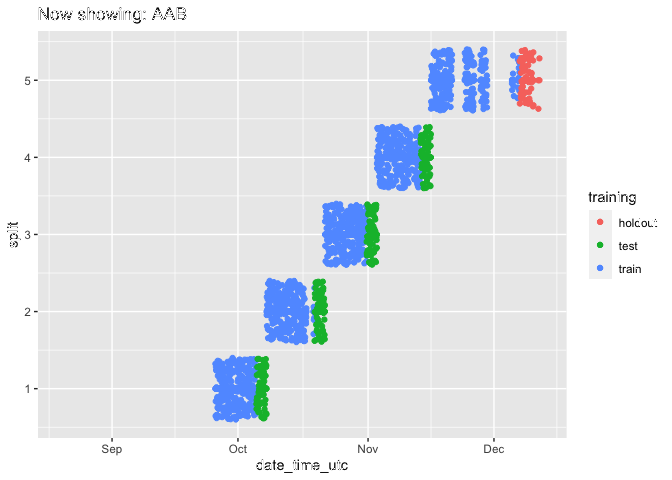 Now showing: AAB
split
5
4
3
2
1
Sep Oct Nov Dec
date_time_utc
training
holdout
test
train